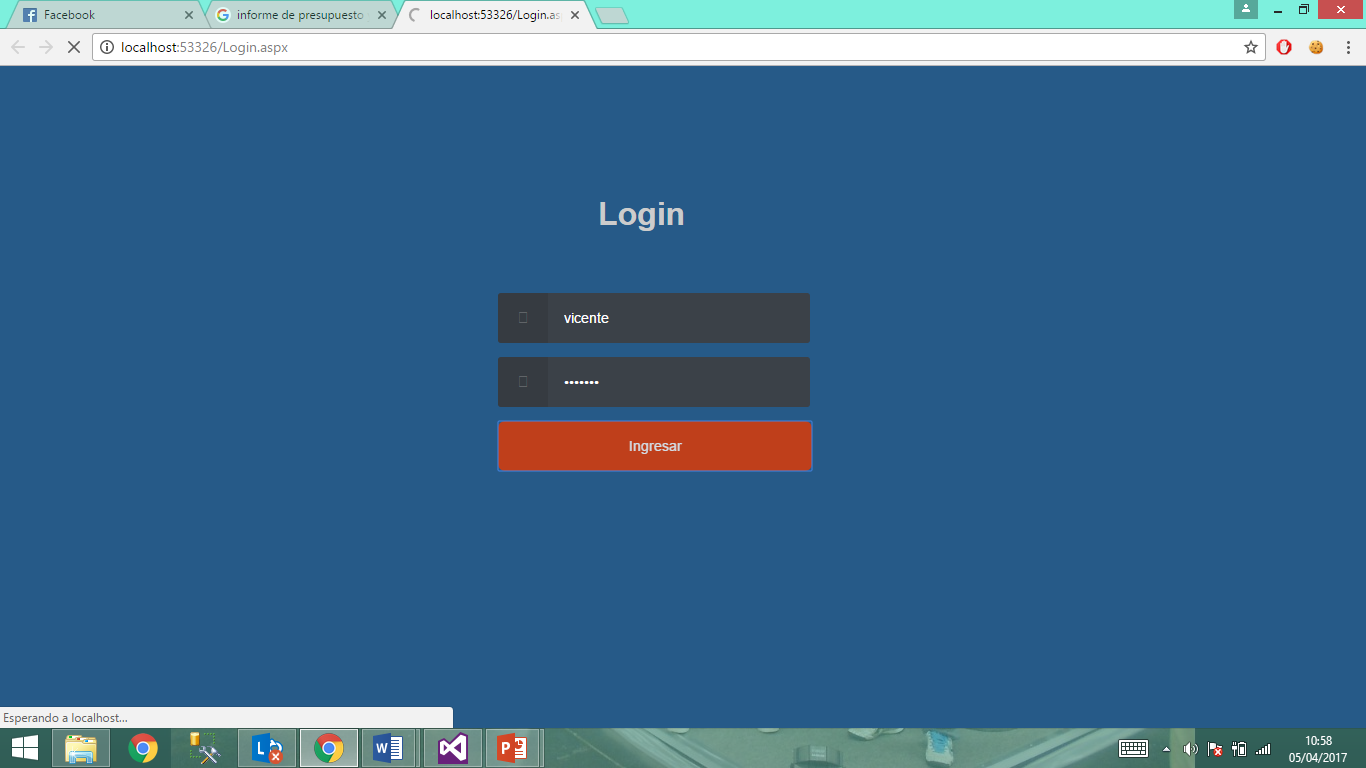 Facebook
informe de presupuesto
localhost:53326/Login.as
localhost:53326/Login.aspx
Login
vicente
•••••••
Ingresar
Esperando a localhost...
10:58
05/04/2017